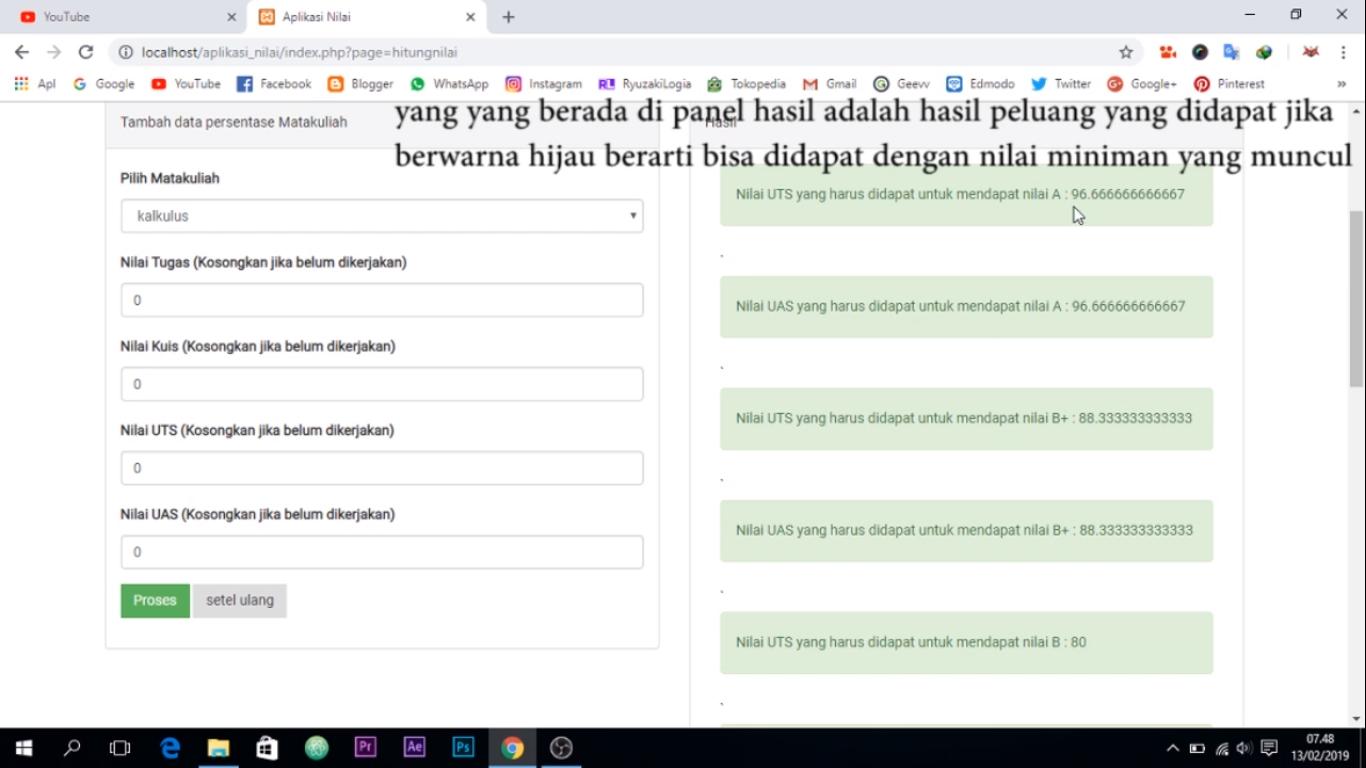 YouTube
Aplikasi Nilai
localhost/aplikasi_nilai/index.php?page=hitungnilai
Apl Google YouTube Facebook Blogger WhatsApp Instagram RyuzakiLogia Tokopedia Gmail Geevv Edmodo Twitter Google+ Pinterest »
yang yang berada di panel hasil adalah hasil peluang yang didapat jika
berwarna hijau berarti bisa didapat dengan nilai miniman yang muncul
Tambah data persentase Matakuliah
Pilih Matakuliah
kalkulus
Nilai Tugas (Kosongkan jika belum dikerjakan)
0
Nilai Kuis (Kosongkan jika belum dikerjakan)
0
Nilai UTS (Kosongkan jika belum dikerjakan)
0
Nilai UAS (Kosongkan jika belum dikerjakan)
0
Proses setel ulang
Hasil
Nilai UTS yang harus didapat untuk mendapat nilai A : 96.666666666667
.
Nilai UAS yang harus didapat untuk mendapat nilai A : 96.666666666667
.
Nilai UTS yang harus didapat untuk mendapat nilai B+ : 88.333333333333
.
Nilai UAS yang harus didapat untuk mendapat nilai B+ : 88.333333333333
.
Nilai UTS yang harus didapat untuk mendapat nilai B : 80
.
Pr Ae Ps
07.48
13/02/2019